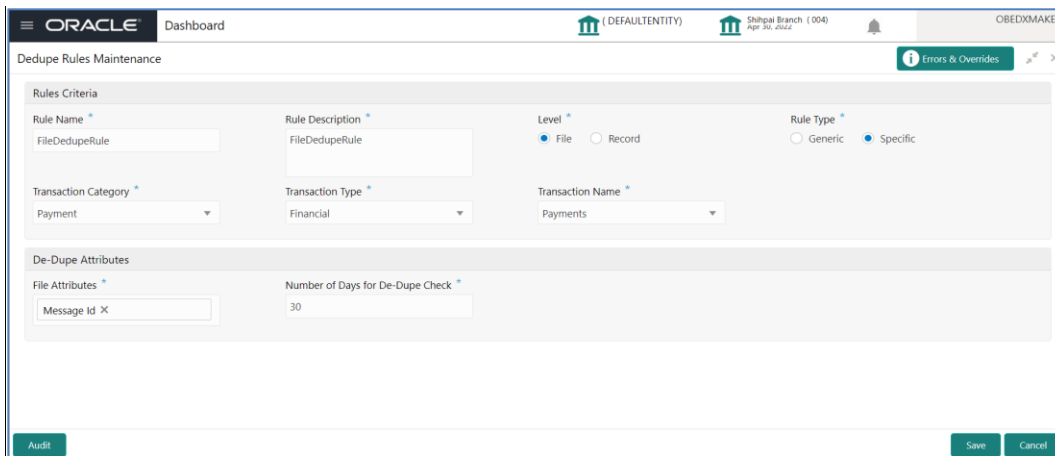 ORACLE Dashboard ( DEFAULTENTITY) Shihpai Branch ( 004) OBEDXMAKE
Apr 30, 2022
Dedupe Rules Maintenance i Errors & Overrides
Rules Criteria
Rule Name * Rule Description * Level * Rule Type *
FileDedupeRule FileDedupeRule File Record Generic Specific
Transaction Category * Transaction Type * Transaction Name *
Payment Financial Payments
De-Dupe Attributes
File Attributes * Number of Days for De-Dupe Check *
Message Id × 30
Audit Save Cancel